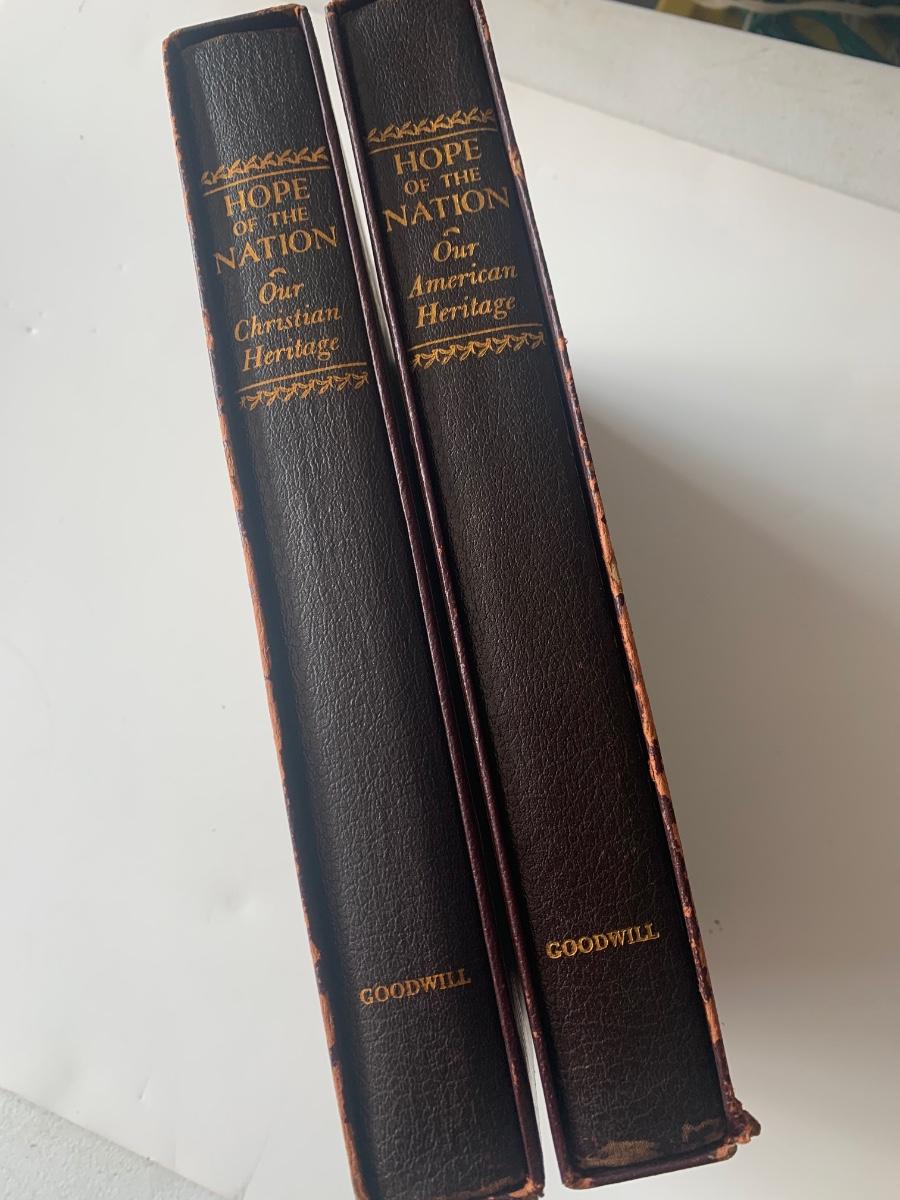 HOPE
OF THE
NATION
Our
Christian
Heritage
GOODWILL
HOPE
OF THE
NATION
Our
American
Heritage
GOODWILL